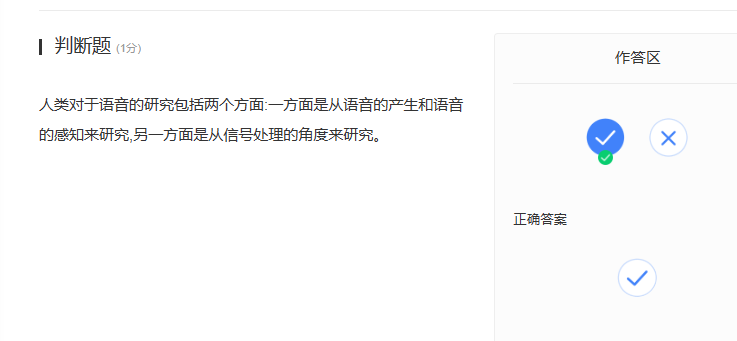 判断题 (1分)
作答区
人类对于语音的研究包括两个方面:一方面是从语音的产生和语音
的感知来研究,另一方面是从信号处理的角度来研究。
正确答案